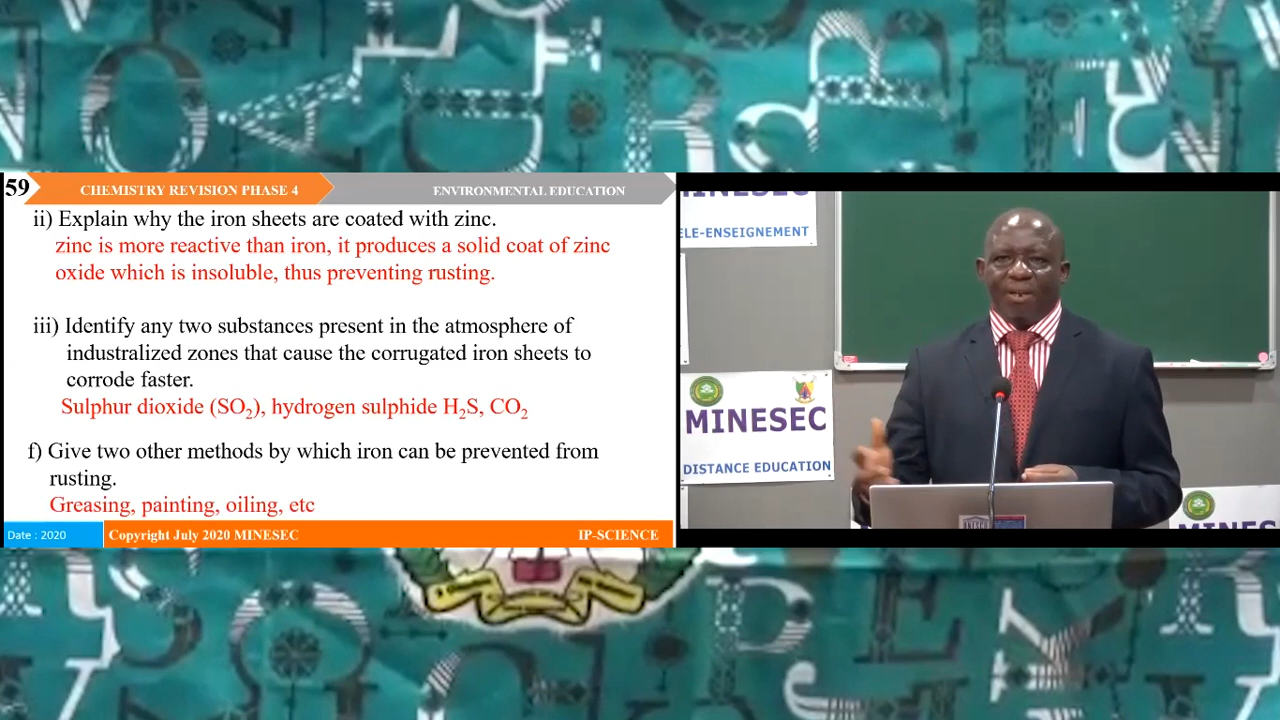 59
CHEMISTRY REVISION PHASE 4
ENVIRONMENTAL EDUCATION
ii) Explain why the iron sheets are coated with zinc.
zinc is more reactive than iron, it produces a solid coat of zinc
oxide which is insoluble, thus preventing rusting.
iii) Identify any two substances present in the atmosphere of
industralized zones that cause the corrugated iron sheets to
corrode faster.
Sulphur dioxide (SO₂), hydrogen sulphide H₂S, CO₂
f) Give two other methods by which iron can be prevented from
rusting.
Greasing, painting, oiling, etc
Date : 2020
Copyright July 2020 MINESEC
IP-SCIENCE
MINESEC
ELE-ENSEIGNEMENT
MINESEC
DISTANCE EDUCATION
MINES